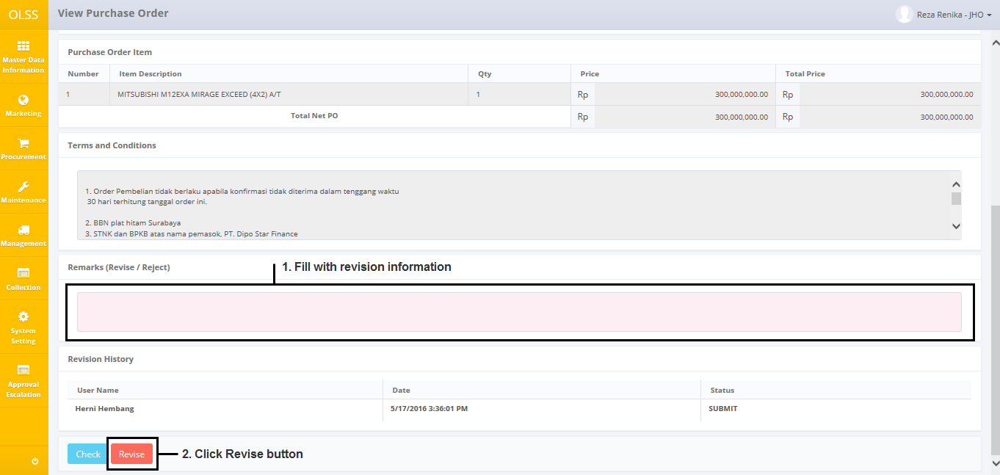 OLSS
View Purchase Order
Reza Renika - JHO
Master Data
Information
Marketing
Procurement
Maintenance
Management
Collection
System
Setting
Approval
Escalation
Purchase Order Item
Number Item Description Qty Price Total Price
1 MITSUBISHI M12EXA MIRAGE EXCEED (4X2) A/T 1 Rp 300,000,000.00 Rp 300,000,000.00
Total Net PO Rp 300,000,000.00 Rp 300,000,000.00
Terms and Conditions
1. Order Pembelian tidak berlaku apabila konfirmasi tidak diterima dalam tenggang waktu
30 hari terhitung tanggal order ini.
2. BBN plat hitam Surabaya
3. STNK dan BPKB atas nama pemasok, PT. Dipo Star Finance
Remarks (Revise / Reject)
1. Fill with revision information
Revision History
User Name Date Status
Herni Hembang 5/17/2016 3:36:01 PM SUBMIT
Check Revise
2. Click Revise button